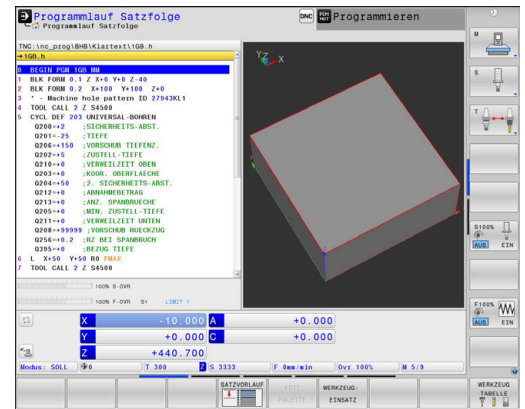 Programmlauf Satzfolge
Programmlauf Satzfolge
DNC
Programmieren
TNC:\nc_prog\BHB\Klartext\1GB.h
→1GB.h
0 BEGIN PGM 1GB MM
1 BLK FORM 0.1 Z X+0 Y+0 Z-40
2 BLK FORM 0.2 X+100 Y+100 Z+0
3 * - Machine hole pattern ID 27943KL1
4 TOOL CALL 2 Z S4500
5 CYCL DEF 203 UNIVERSAL-BOHREN
Q200=+2 ;SICHERHEITS-ABST.
Q201=-25 ;TIEFE
Q206=+150 ;VORSCHUB TIEFENZ.
Q202=+5 ;ZUSTELL-TIEFE
Q210=+0 ;VERWEILZEIT OBEN
Q203=+0 ;KOOR. OBERFLAECHE
Q204=+50 ;2. SICHERHEITS-ABST.
Q212=+0 ;ABNAHMEBETRAG
Q213=+0 ;ANZ. SPANBRUECHE
Q205=+0 ;MIN. ZUSTELL-TIEFE
Q211=+0 ;VERWEILZEIT UNTEN
Q208=+99999 ;VORSCHUB RUECKZUG
Q256=+0.2 ;RZ BEI SPANBRUCH
Q395=+0 ;BEZUG TIEFE
6 L X+50 Y+50 R0 FMAX
7 TOOL CALL 2 Z S4500
Y Z X
M
S
T
S100%
AUS EIN
F100%
AUS EIN
100% S-OVR
100% F-OVR S1 LIMIT 1
X -10.000 A +0.000
Y +0.000 C +0.000
Z +440.700
Modus: SOLL 0 T 300 Z S 3333 F 0mm/min Ovr 100% M 5/9
SATZVORLAUF
WERKZEUG-
EINSATZ
WERKZEUG
TABELLE